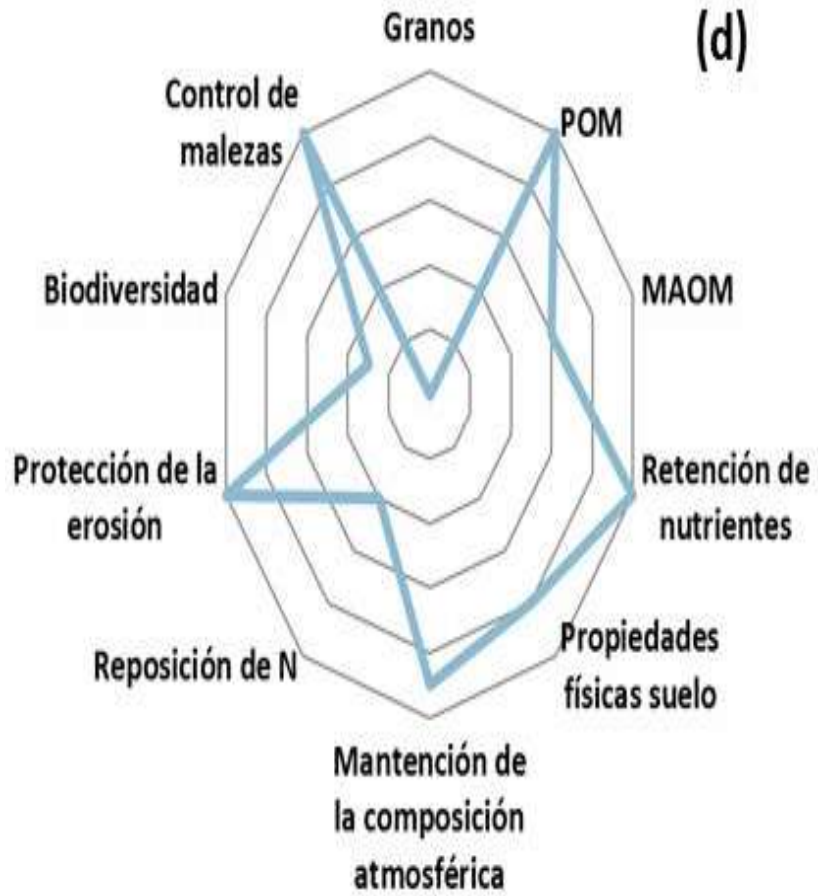 (d)
Granos
POM
MAOM
Retención de
nutrientes
Propiedades
físicas suelo
Mantención de
la composición
atmosférica
Reposición de N
Protección de la
erosión
Biodiversidad
Control de
malezas